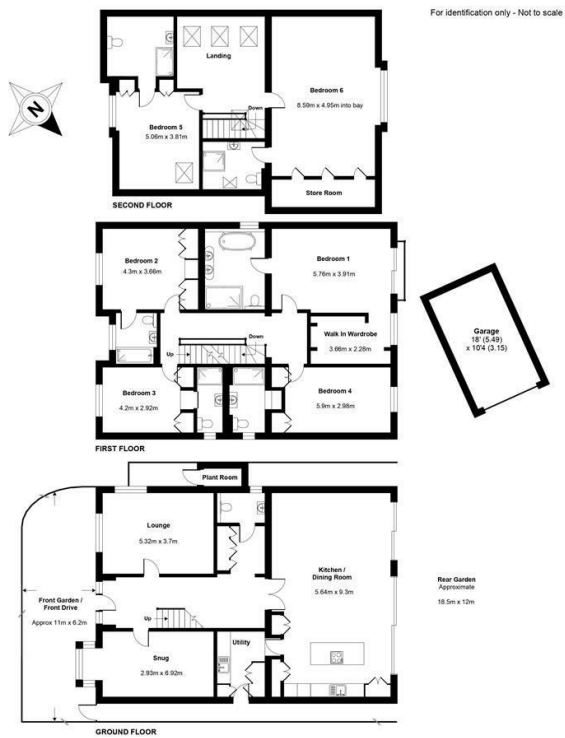 For identification only - Not to scale
N
Landing
Bedroom 6
8.59m x 4.95m into bay
Down
Bedroom 5
5.06m x 3.81m
Store Room
SECOND FLOOR
Bedroom 2
4.3m x 3.66m
Bedroom 1
5.76m x 3.91m
Down
Walk In Wardrobe
3.66m x 2.28m
Up
Bedroom 3
4.2m x 2.92m
Bedroom 4
5.9m x 2.98m
FIRST FLOOR
Garage
18' (5.49)
x 10'4 (3.15)
Plant Room
Lounge
5.32m x 3.7m
Kitchen /
Dining Room
5.64m x 9.3m
Rear Garden
Approximate
18.5m x 12m
Front Garden /
Front Drive
Approx 11m x 6.2m
Up
Utility
Snug
2.93m x 6.92m
GROUND FLOOR